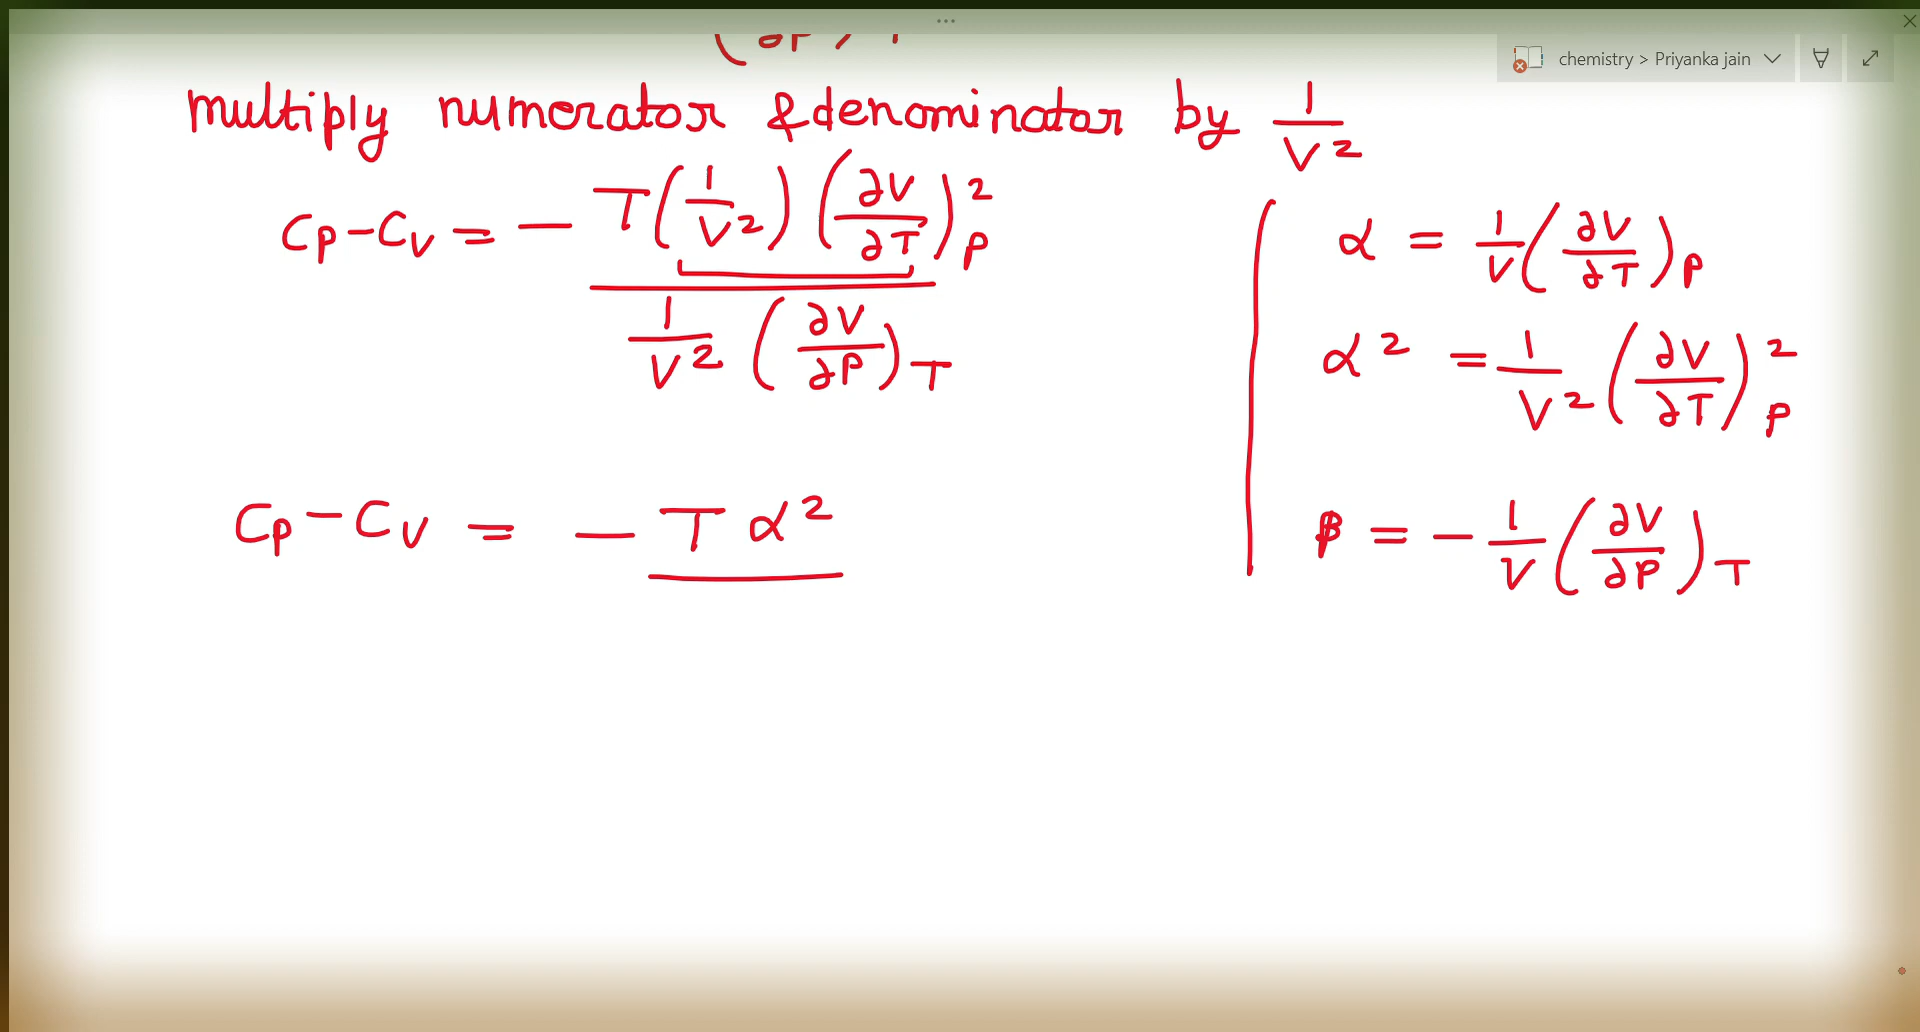 chemistry > Priyanka jain
multiply numerator & denominator by 1/V²
Cp-Cv = - T(1/V²)(∂V/∂T)²p / 1/V² (∂V/∂P)T
α = 1/V (∂V/∂T)p
α² = 1/V² (∂V/∂T)²p
Cp-Cv = - Tα²
β = - 1/V (∂V/∂P)T